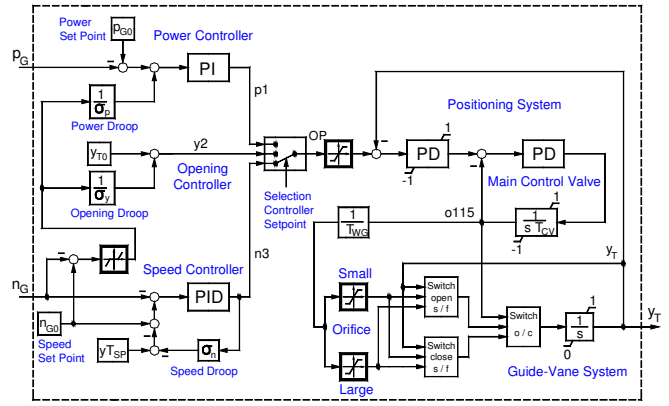 Power
Set Point
p_G0
Power Controller
p_G
PI
p1
1
σ_p
Power Droop
Positioning System
1
OP
PD
-1
PD
y_T0
y2
Opening
Controller
Main Control Valve
1
σ_y
Opening Droop
Selection
Controller
Setpoint
o115
1
T_WG
1
1
s T_CV
-1
y_T
n3
Speed Controller
n_G
PID
Small
Switch
open
s / f
Switch
o / c
1
1
s
0
y_T
n_G0
Orifice
Speed
Set Point
yT_SP
σ_n
Speed Droop
Switch
close
s / f
Large
Guide-Vane System